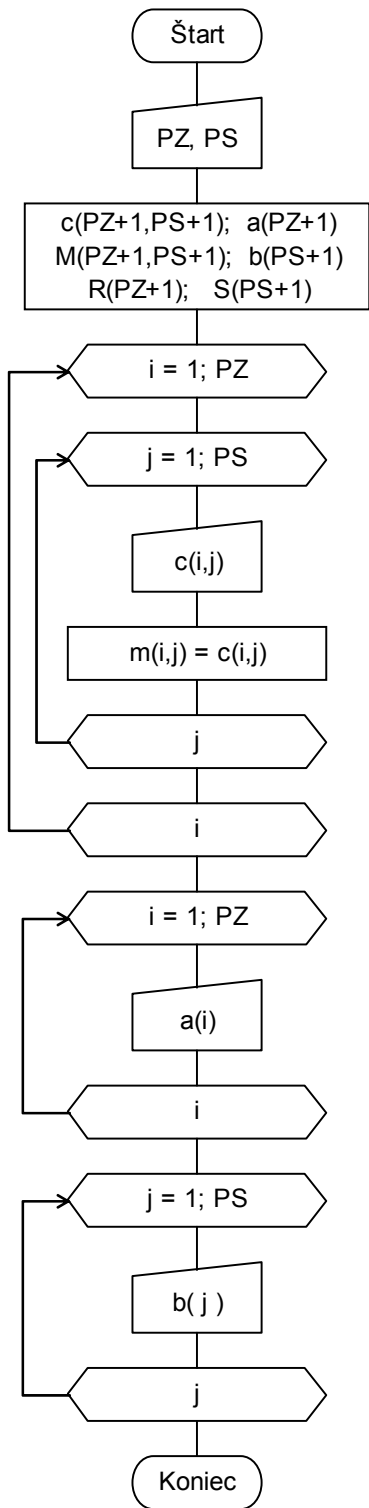 Štart
PZ, PS
c(PZ+1,PS+1); a(PZ+1)
M(PZ+1,PS+1); b(PS+1)
R(PZ+1); S(PS+1)
i = 1; PZ
j = 1; PS
c(i,j)
m(i,j) = c(i,j)
j
i
i = 1; PZ
a(i)
i
j = 1; PS
b( j )
j
Koniec